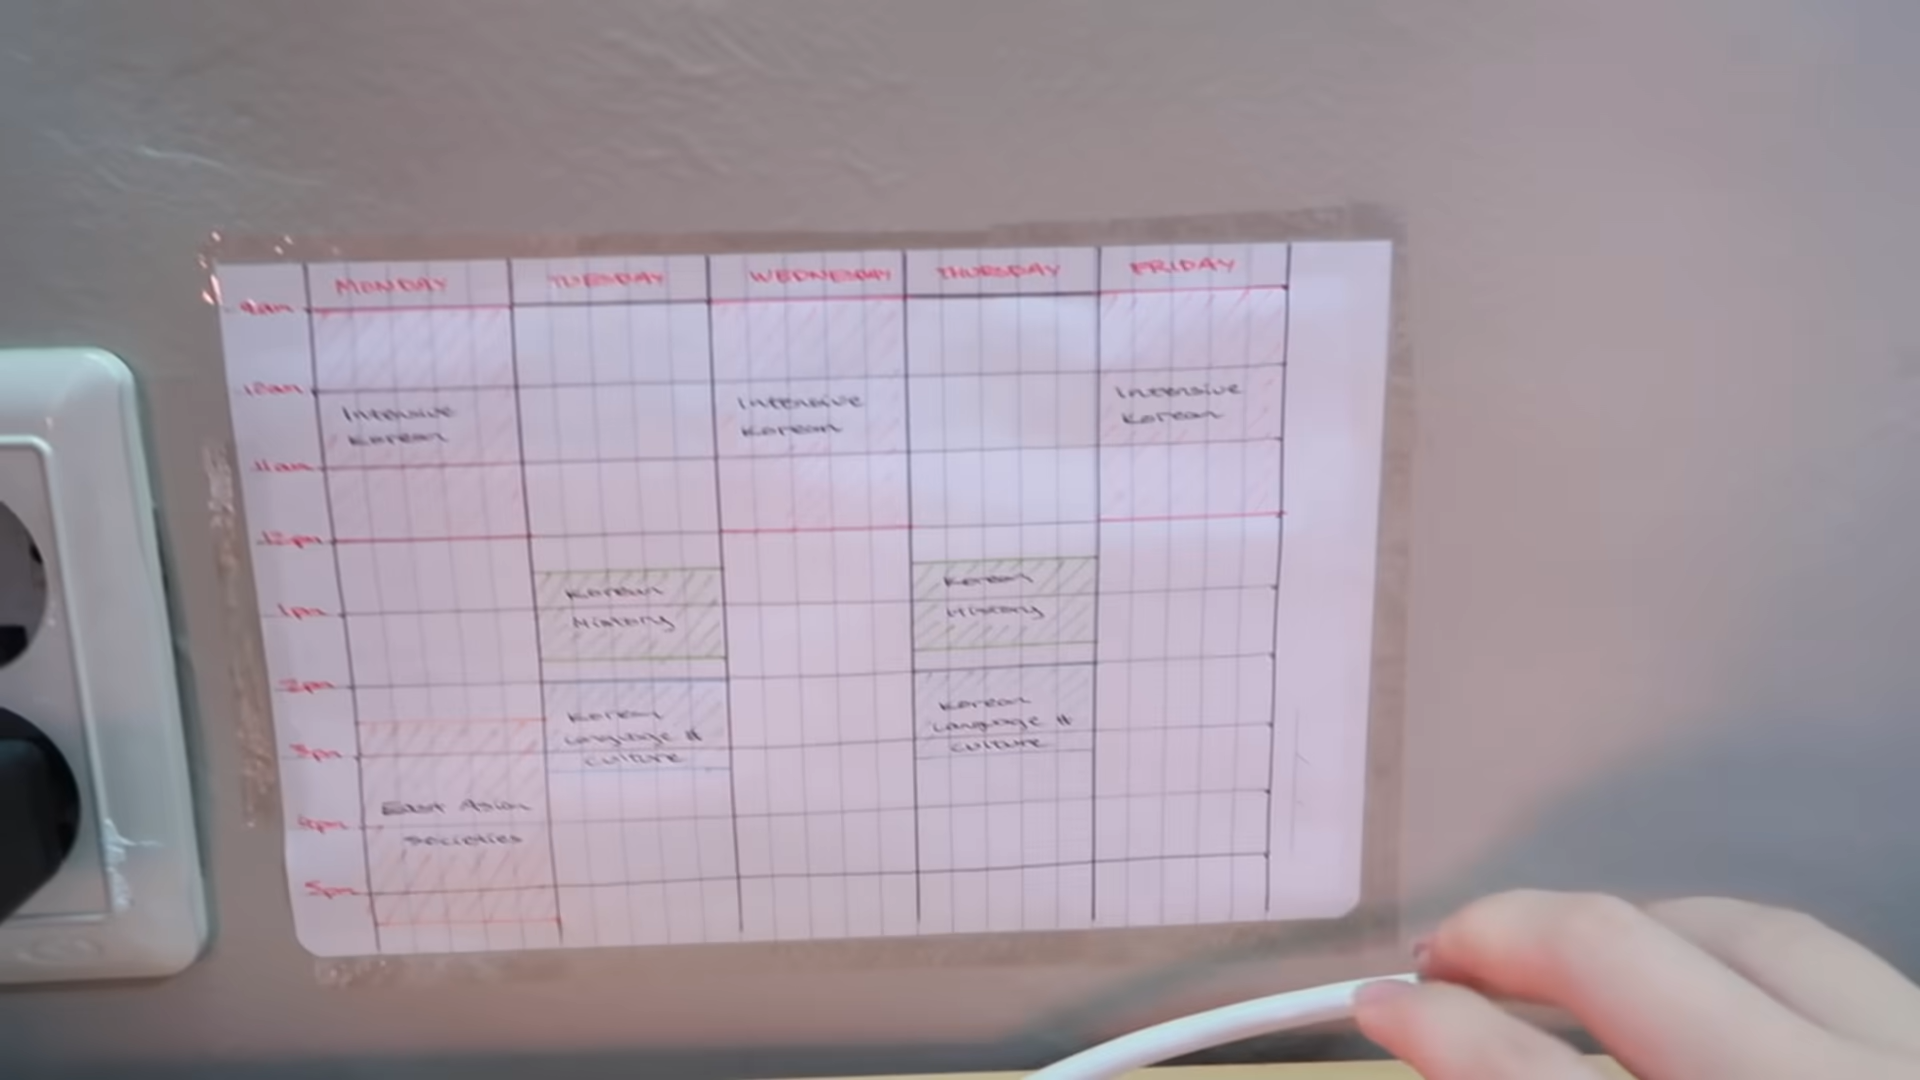 MONDAY TUESDAY WEDNESDAY THURSDAY FRIDAY
9am
10am
Intensive
Korean
Intensive
Korean
Intensive
Korean
11am
12pm
1pm
Korean
History
Korean
History
2pm
Korean
Language &
Culture
Korean
Language &
Culture
3pm
East Asian
Societies
4pm
5pm